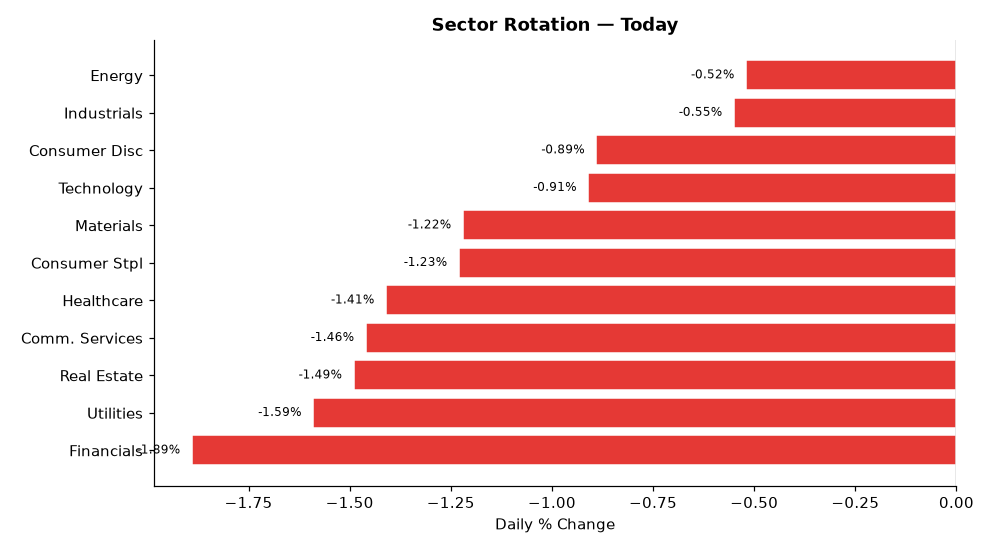 Sector Rotation — Today
Energy -0.52%
Industrials -0.55%
Consumer Disc -0.89%
Technology -0.91%
Materials -1.22%
Consumer Stpl -1.23%
Healthcare -1.41%
Comm. Services -1.46%
Real Estate -1.49%
Utilities -1.59%
Financials -1.89%
−1.75 −1.50 −1.25 −1.00 −0.75 −0.50 −0.25 0.00
Daily % Change